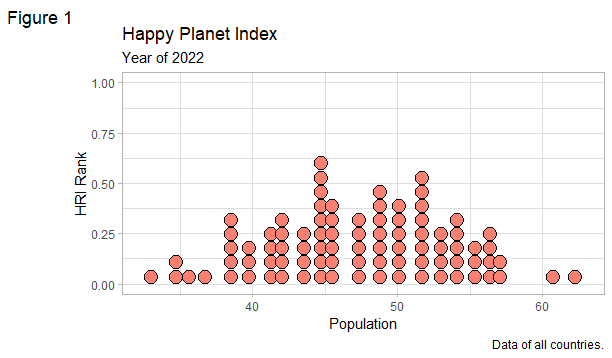 Figure 1
Happy Planet Index
Year of 2022
1.00
0.75
0.50
0.25
0.00
HRI Rank
40 50 60
Population
Data of all countries.